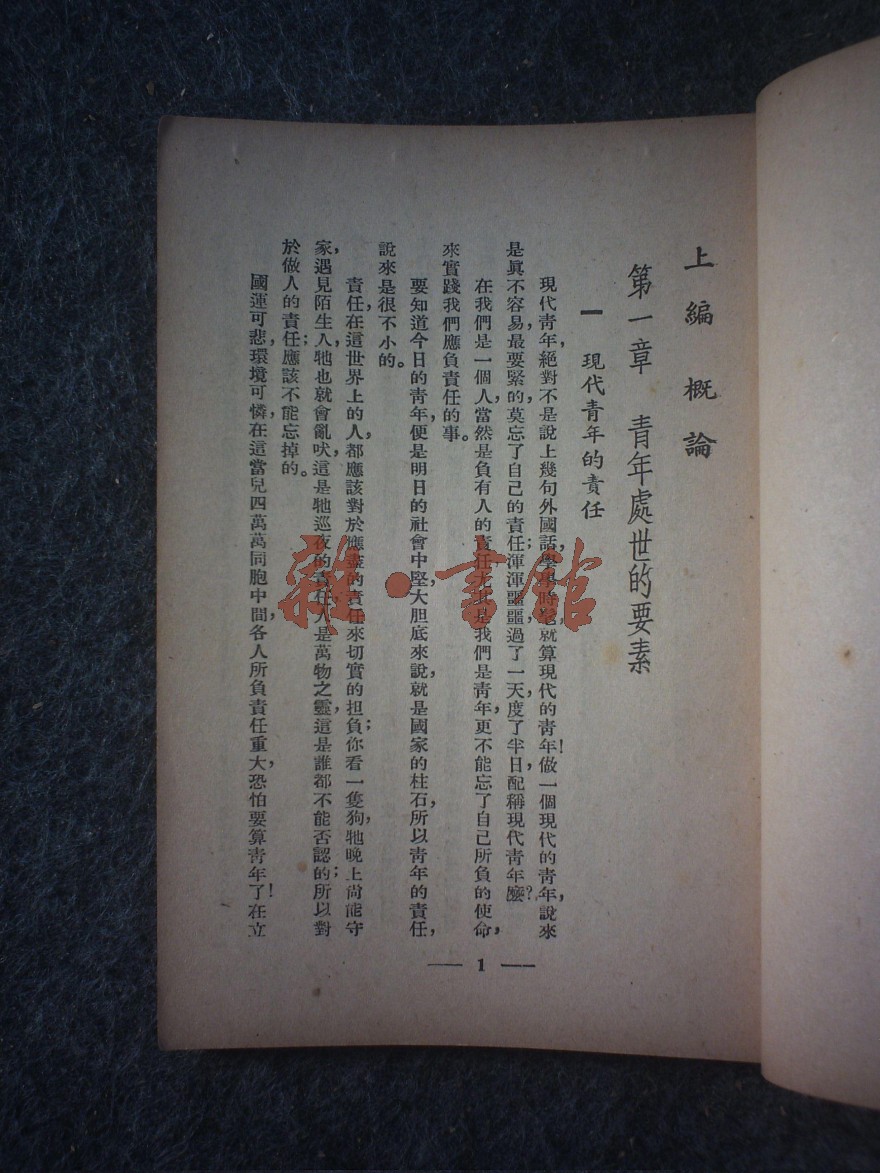 上編 概論
第一章 青年處世的要素
一 現代青年的責任
現代青年,絕對不是說上幾句外國話,學學時髦,就算現代的青年!做一個現代的青年,說來
是眞不容易,最要緊的,莫忘了自己的責任;渾渾噩噩,過了一天,度了半日,配稱現代青年麼?
在我們是一個人,當然是負有人的責任,尤其是我們是青年,更不能忘了自己所負的使命,
來實踐我們應負責任的事。
要知道今日的青年,便是明日的社會中堅,大胆底來說,就是國家的柱石,所以青年的責任,
說來是很不小的。
責任,在這世界上的人,都應該對於應盡的責任,來切實的担負;你看一隻狗,牠晚上尚能守
家,遇見陌生人,牠也就會亂吠,這是牠巡夜的責任,人是萬物之靈,這是誰都不能否認的;所以對
於做人的責任;應該不能忘掉的。
國運可悲,環境可憐,在這當兒四萬萬同胞中間,各人所負責任重大,恐怕要算青年了!在立
1
雜·書館